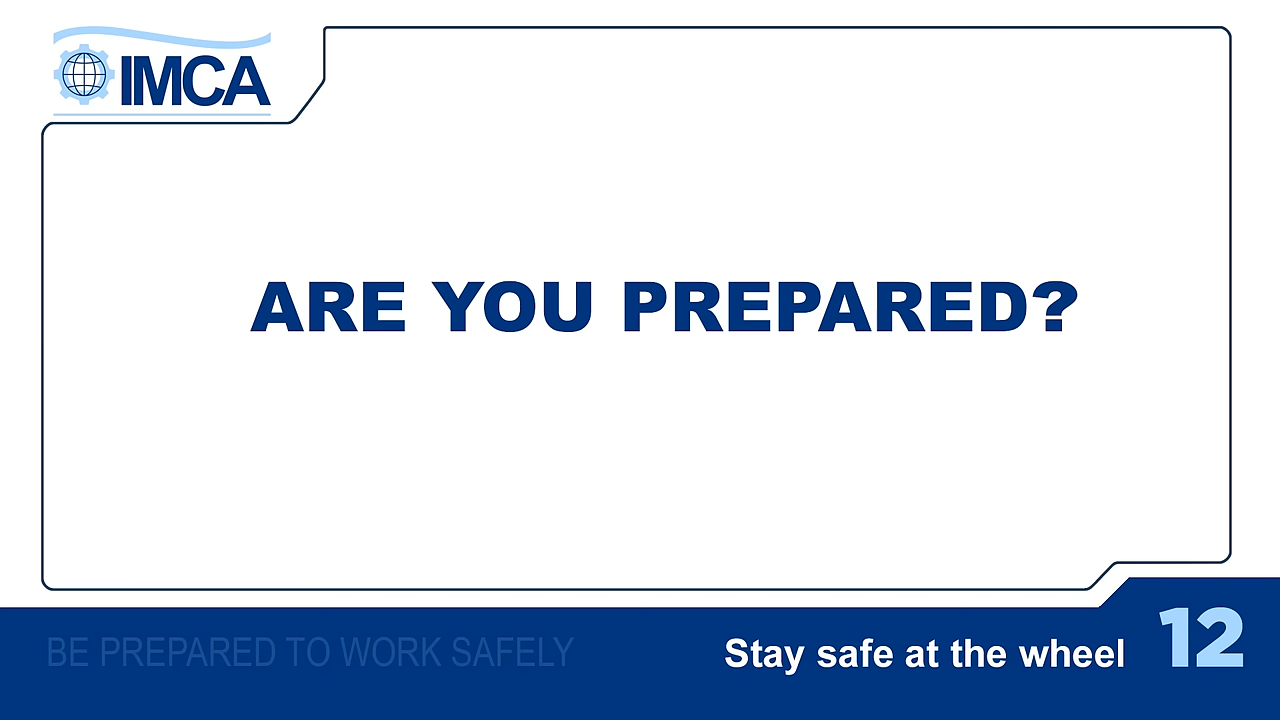 IMCA
ARE YOU PREPARED?
BE PREPARED TO WORK SAFELY
Stay safe at the wheel
12